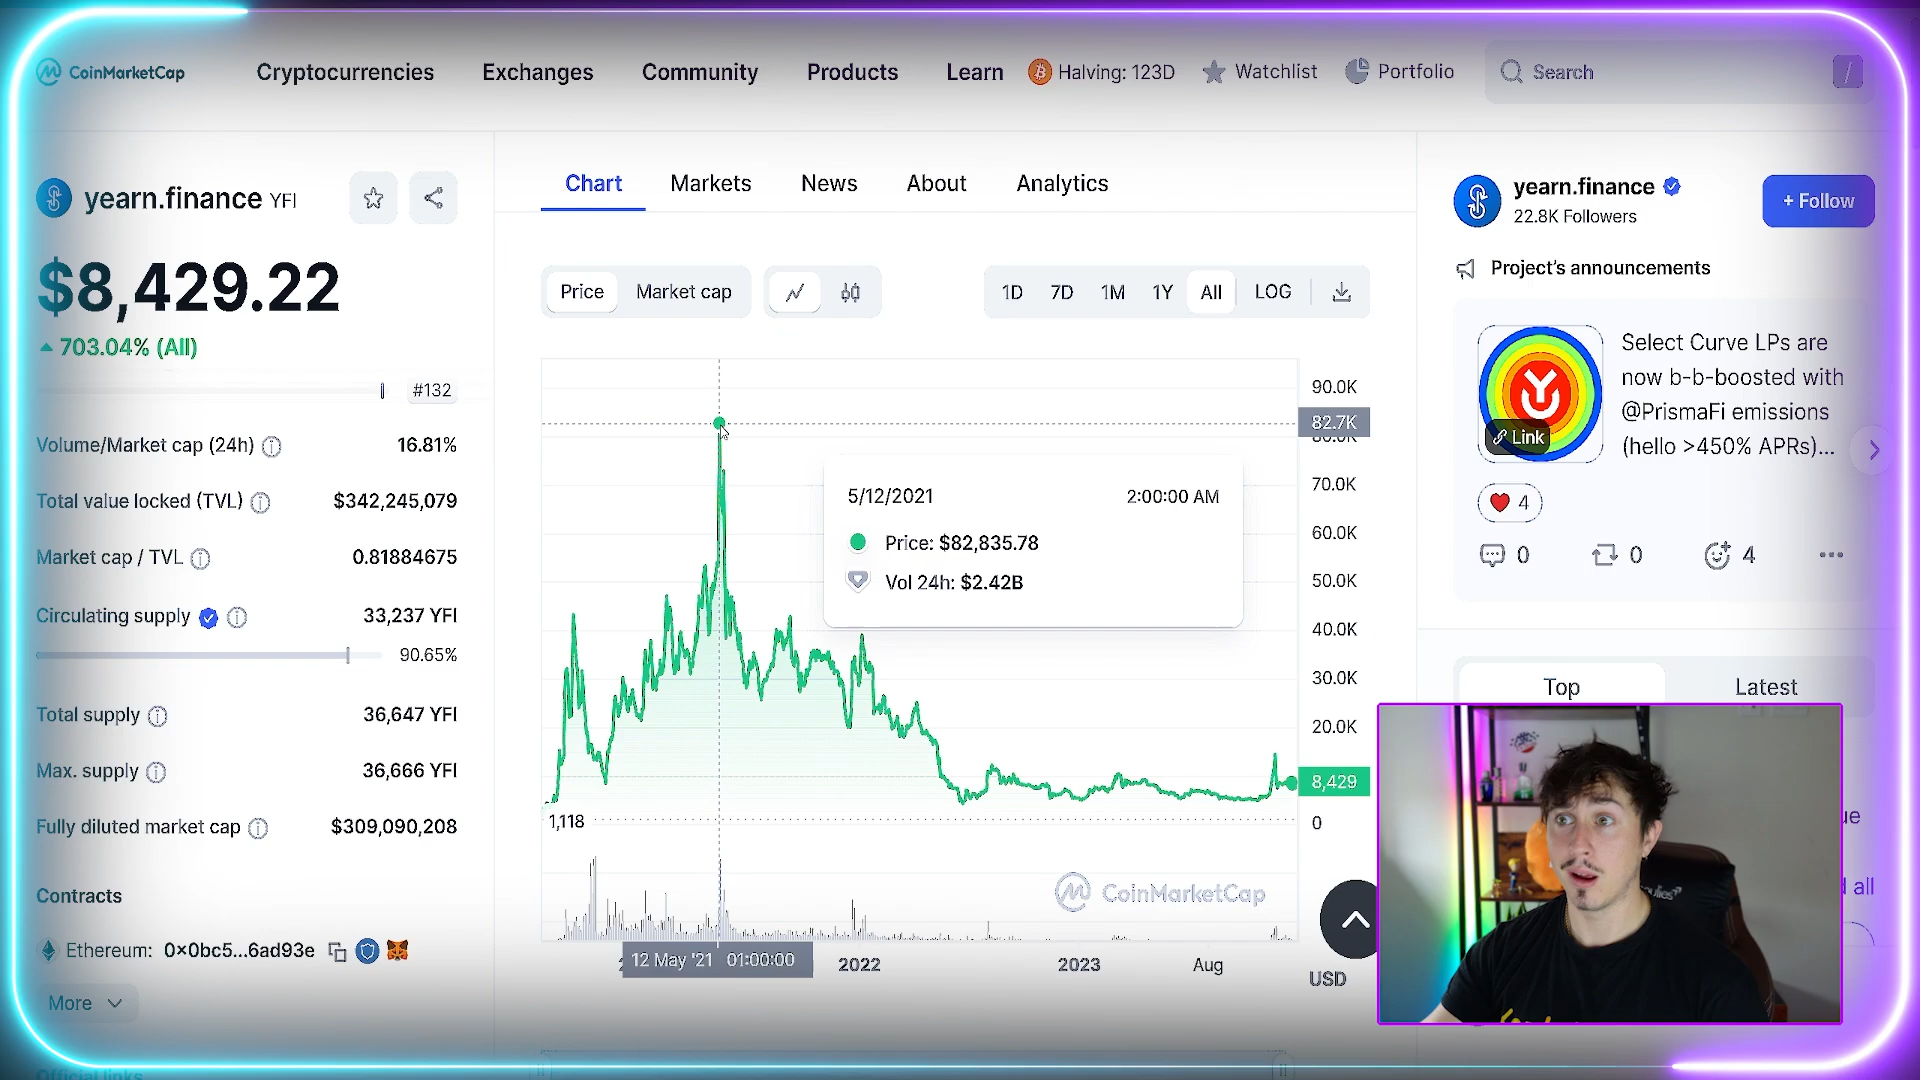 CoinMarketCap
Cryptocurrencies
Exchanges
Community
Products
Learn
Halving: 123D
Watchlist
Portfolio
Search
/
yearn.finance YFI
$8,429.22
703.04% (All)
#132
Volume/Market cap (24h) 16.81%
Total value locked (TVL) $342,245,079
Market cap / TVL 0.81884675
Circulating supply 33,237 YFI
90.65%
Total supply 36,647 YFI
Max. supply 36,666 YFI
Fully diluted market cap $309,090,208
Contracts
Ethereum: 0x0bc5...6ad93e
More
Official links
Chart
Markets
News
About
Analytics
Price
Market cap
1D
7D
1M
1Y
All
LOG
90.0K
82.7K
70.0K
60.0K
50.0K
40.0K
30.0K
20.0K
8,429
0
5/12/2021 2:00:00 AM
Price: $82,835.78
Vol 24h: $2.42B
1,118
CoinMarketCap
12 May '21 01:00:00
2022
2023
Aug
USD
yearn.finance
22.8K Followers
+ Follow
Project's announcements
Link
Select Curve LPs are
now b-b-boosted with
@PrismaFi emissions
(hello >450% APRs)...
4
0
0
4
Top
Latest
all